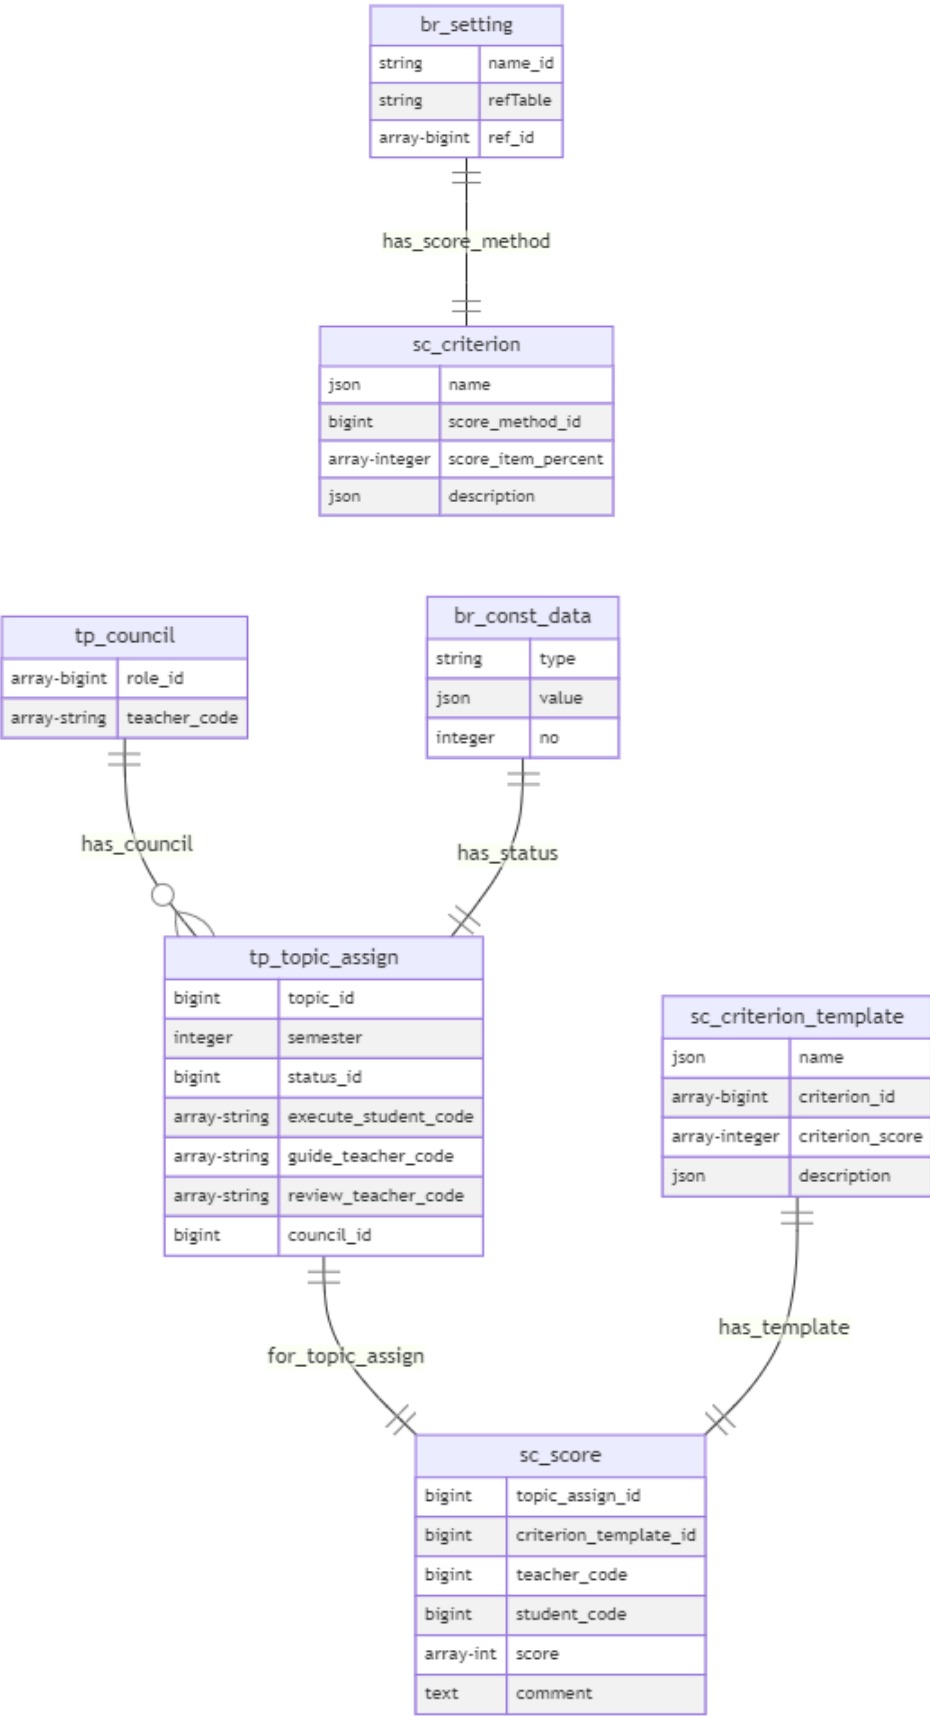 br_setting
string name_id
string refTable
array-bigint ref_id
has_score_method
sc_criterion
json name
bigint score_method_id
array-integer score_item_percent
json description
tp_council
array-bigint role_id
array-string teacher_code
br_const_data
string type
json value
integer no
has_council
has_status
tp_topic_assign
bigint topic_id
integer semester
bigint status_id
array-string execute_student_code
array-string guide_teacher_code
array-string review_teacher_code
bigint council_id
sc_criterion_template
json name
array-bigint criterion_id
array-integer criterion_score
json description
for_topic_assign
has_template
sc_score
bigint topic_assign_id
bigint criterion_template_id
bigint teacher_code
bigint student_code
array-int score
text comment